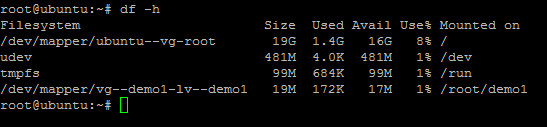 root@ubuntu:~# df -h
Filesystem                         Size  Used Avail Use% Mounted on
/dev/mapper/ubuntu--vg-root         19G  1.4G   16G   8% /
udev                               481M  4.0K  481M   1% /dev
tmpfs                               99M  684K   99M   1% /run
/dev/mapper/vg--demo1-lv--demo1     19M  172K   17M   1% /root/demo1
root@ubuntu:~#